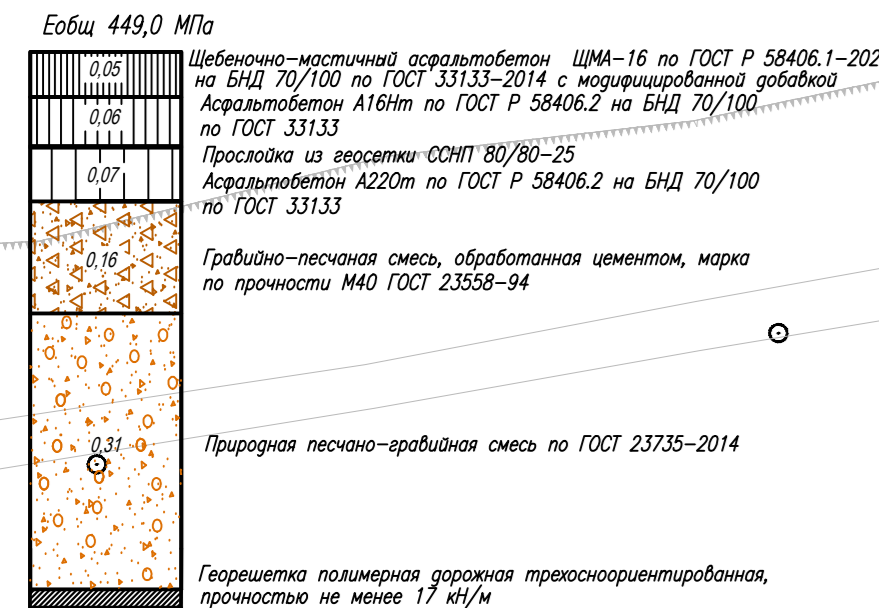 Eобщ 449,0 МПа
0,05
Щебеночно-мастичный асфальтобетон ЩМА-16 по ГОСТ Р 58406.1-202
на БНД 70/100 по ГОСТ 33133-2014 с модифицированной добавкой
0,06
Асфальтобетон А16Нт по ГОСТ Р 58406.2 на БНД 70/100
по ГОСТ 33133
Прослойка из геосетки ССНП 80/80-25
0,07
Асфальтобетон А22От по ГОСТ Р 58406.2 на БНД 70/100
по ГОСТ 33133
0,16
Гравийно-песчаная смесь, обработанная цементом, марка
по прочности М40 ГОСТ 23558-94
0,31
Природная песчано-гравийная смесь по ГОСТ 23735-2014
Георешетка полимерная дорожная трехосноориентированная,
прочностью не менее 17 кН/м